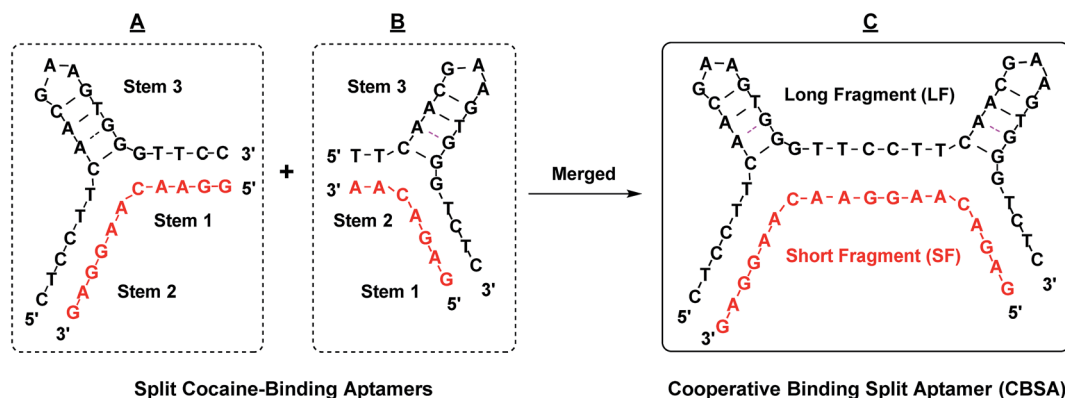 A
B
C
Stem 3
5' C T C C T T C A A C G A A G T G G G T T C C 3'
3' G A G G A A C A A G G 5'
Stem 1
Stem 2
+
Stem 3
5' T T C A A C G A A G T G G G T C T C 3'
3' A A C A G A G 5'
Stem 2
Stem 1
Merged
Long Fragment (LF)
5' C T C C T T C A A C G A A G T G G G T T C C T T C A A C G A A G T G G G T C T C 3'
3' G A G G A A C A A G G A A C A G A G 5'
Short Fragment (SF)
Split Cocaine-Binding Aptamers
Cooperative Binding Split Aptamer (CBSA)